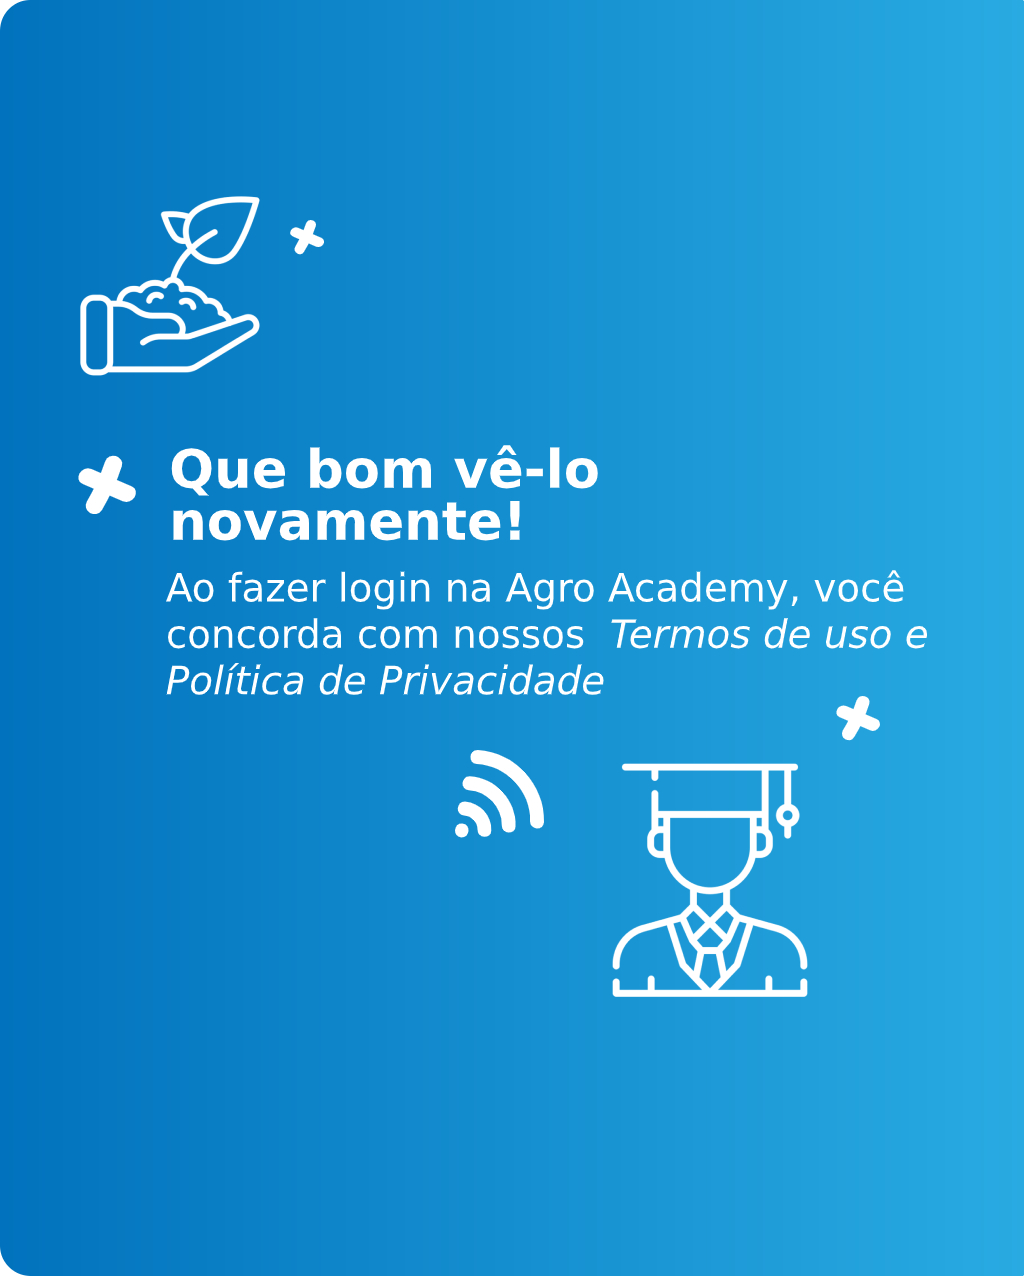 Que bom vê-lo
novamente!
Ao fazer login na Agro Academy, você
concorda com nossos Termos de uso e
Política de Privacidade